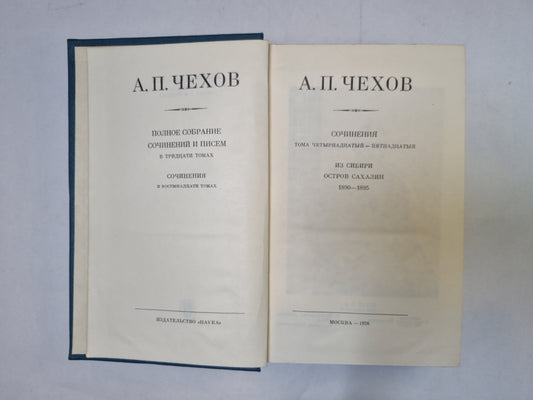 А. П. ЧЕХОВ
ПОЛНОЕ СОБРАНИЕ
СОЧИНЕНИЙ И ПИСЕМ
В ТРИДЦАТИ ТОМАХ
СОЧИНЕНИЯ
В ВОСЕМНАДЦАТИ ТОМАХ
ИЗДАТЕЛЬСТВО «НАУКА»
А. П. ЧЕХОВ
СОЧИНЕНИЯ
ТОМА ЧЕТЫРНАДЦАТЫЙ — ПЯТНАДЦАТЫЙ
ИЗ СИБИРИ
ОСТРОВ САХАЛИН
1890—1895
МОСКВА — 1978